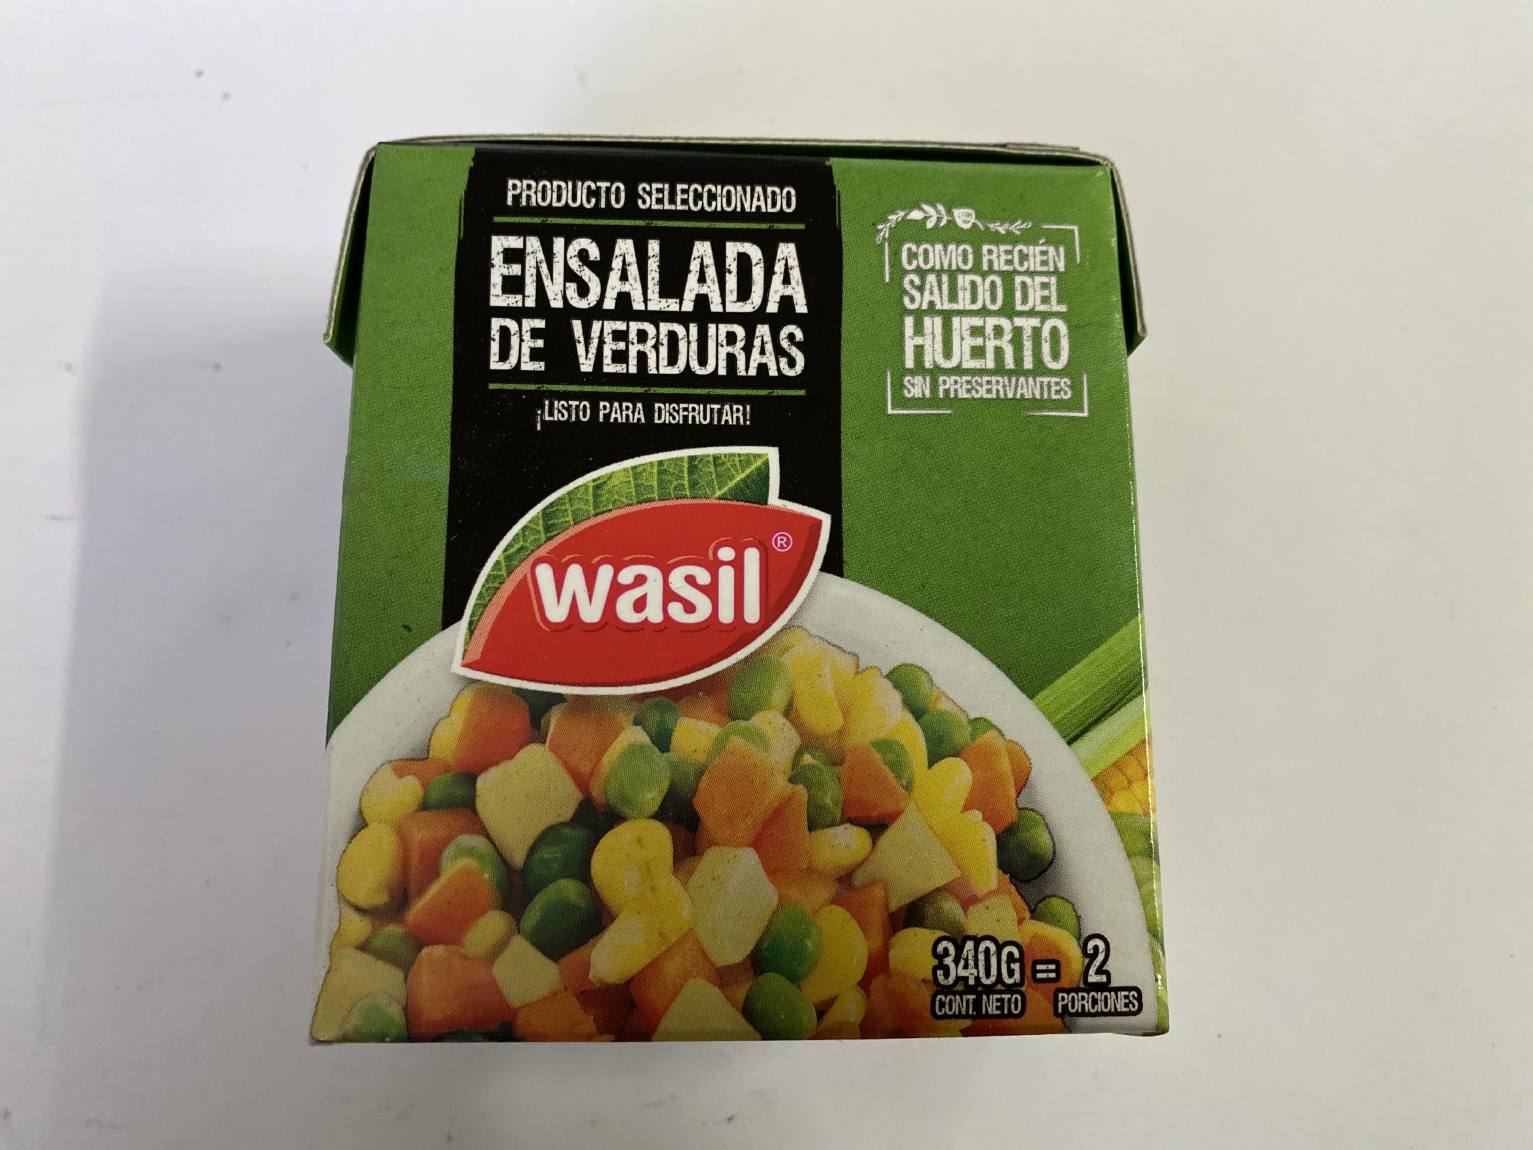 PRODUCTO SELECCIONADO
ENSALADA
DE VERDURAS
¡LISTO PARA DISFRUTAR!
COMO RECIÉN
SALIDO DEL
HUERTO
SIN PRESERVANTES
wasil®
340G = 2
CONT. NETO PORCIONES